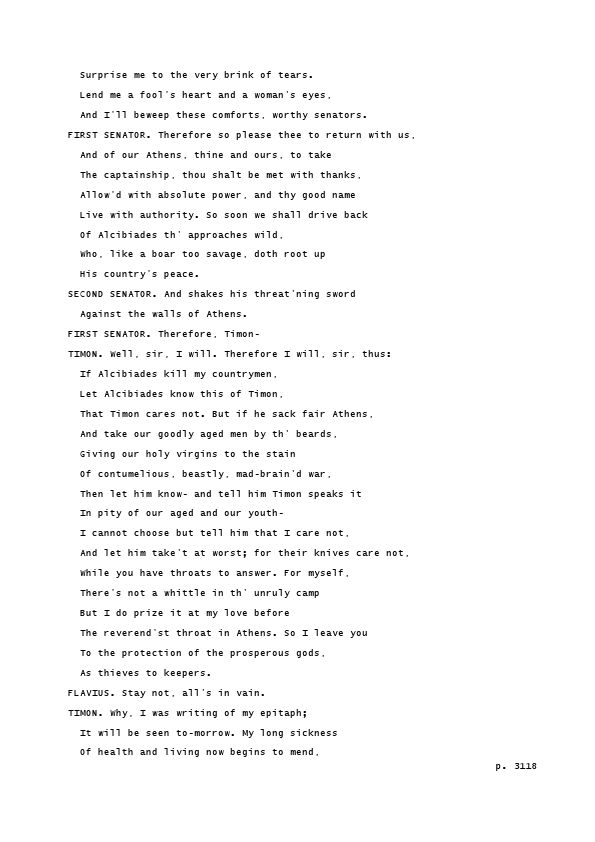 Surprise me to the very brink of tears.
Lend me a fool's heart and a woman's eyes,
And I'll beweep these comforts, worthy senators.
FIRST SENATOR. Therefore so please thee to return with us,
And of our Athens, thine and ours, to take
The captainship, thou shalt be met with thanks,
Allow'd with absolute power, and thy good name
Live with authority. So soon we shall drive back
Of Alcibiades th' approaches wild,
Who, like a boar too savage, doth root up
His country's peace.
SECOND SENATOR. And shakes his threat'ning sword
Against the walls of Athens.
FIRST SENATOR. Therefore, Timon-
TIMON. Well, sir, I will. Therefore I will, sir, thus:
If Alcibiades kill my countrymen,
Let Alcibiades know this of Timon,
That Timon cares not. But if he sack fair Athens,
And take our goodly aged men by th' beards,
Giving our holy virgins to the stain
Of contumelious, beastly, mad-brain'd war,
Then let him know- and tell him Timon speaks it
In pity of our aged and our youth-
I cannot choose but tell him that I care not,
And let him take't at worst; for their knives care not,
While you have throats to answer. For myself,
There's not a whittle in th' unruly camp
But I do prize it at my love before
The reverend'st throat in Athens. So I leave you
To the protection of the prosperous gods,
As thieves to keepers.
FLAVIUS. Stay not, all's in vain.
TIMON. Why, I was writing of my epitaph;
It will be seen to-morrow. My long sickness
Of health and living now begins to mend,
p. 3118